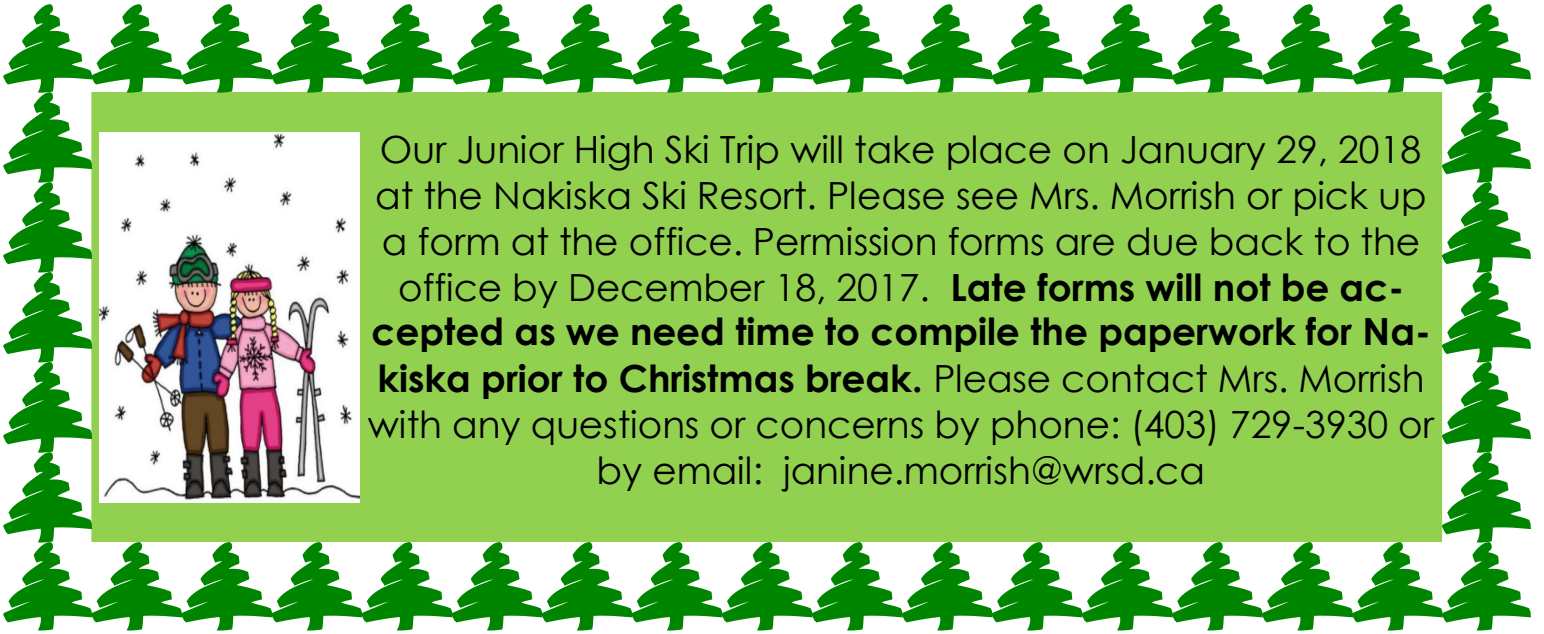 Our Junior High Ski Trip will take place on January 29, 2018
at the Nakiska Ski Resort. Please see Mrs. Morrish or pick up
a form at the office. Permission forms are due back to the
office by December 18, 2017.  Late forms will not be ac-
cepted as we need time to compile the paperwork for Na-
kiska prior to Christmas break. Please contact Mrs. Morrish
with any questions or concerns by phone: (403) 729-3930 or
by email:  janine.morrish@wrsd.ca